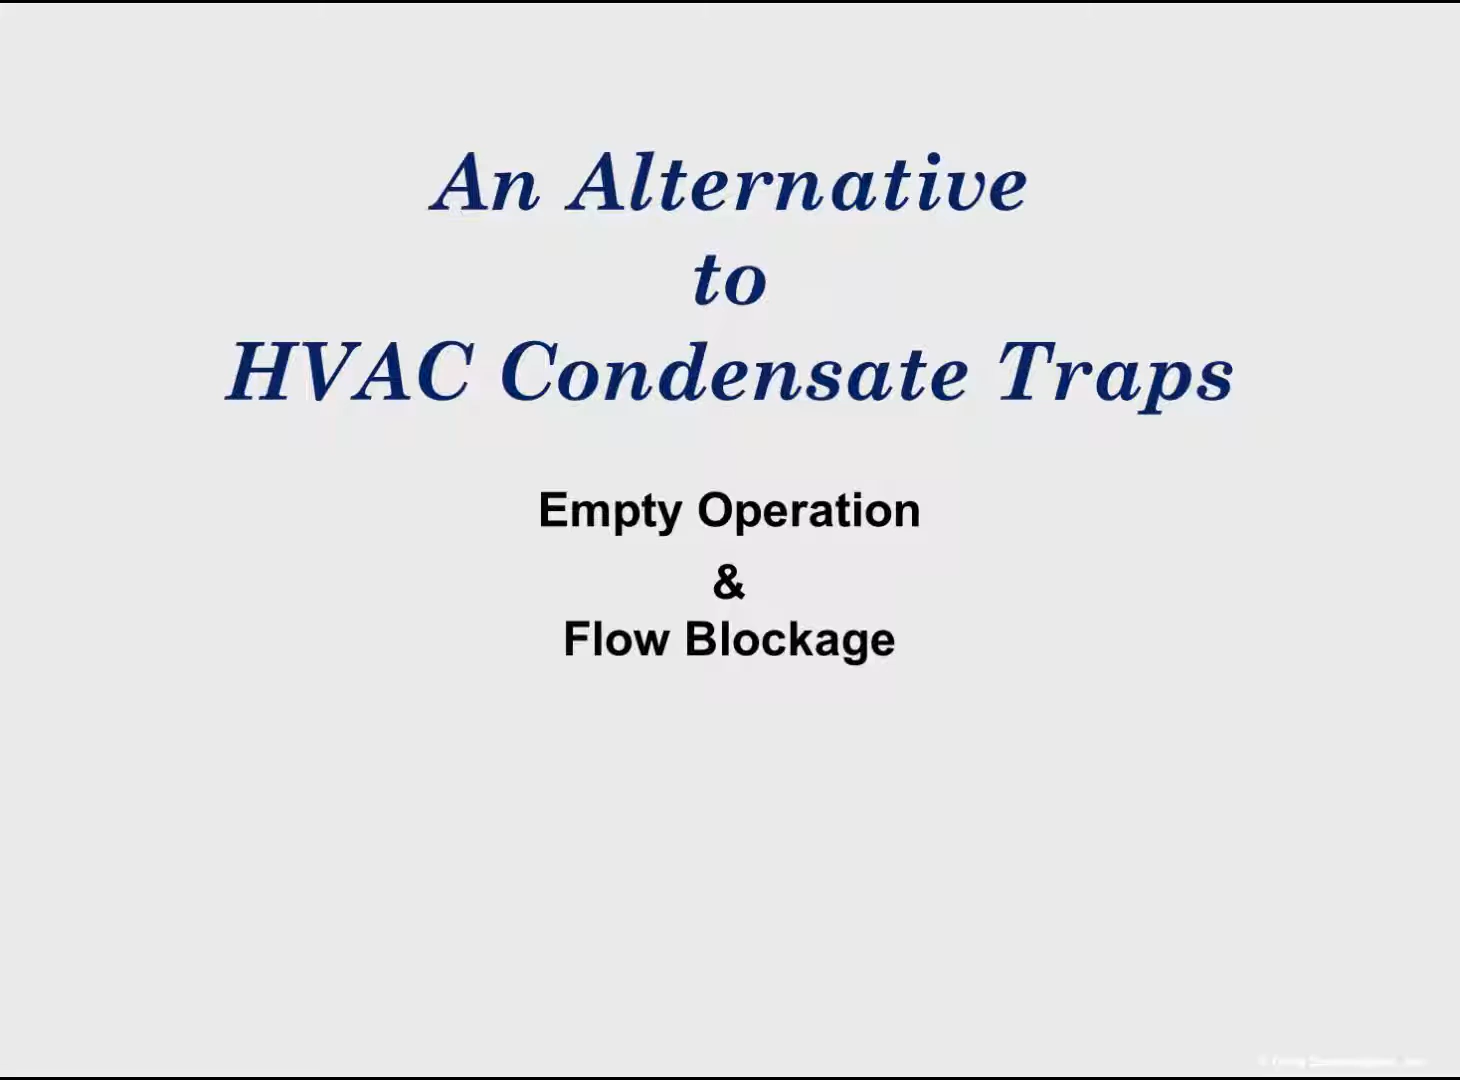 An Alternative
to
HVAC Condensate Traps
Empty Operation
&
Flow Blockage